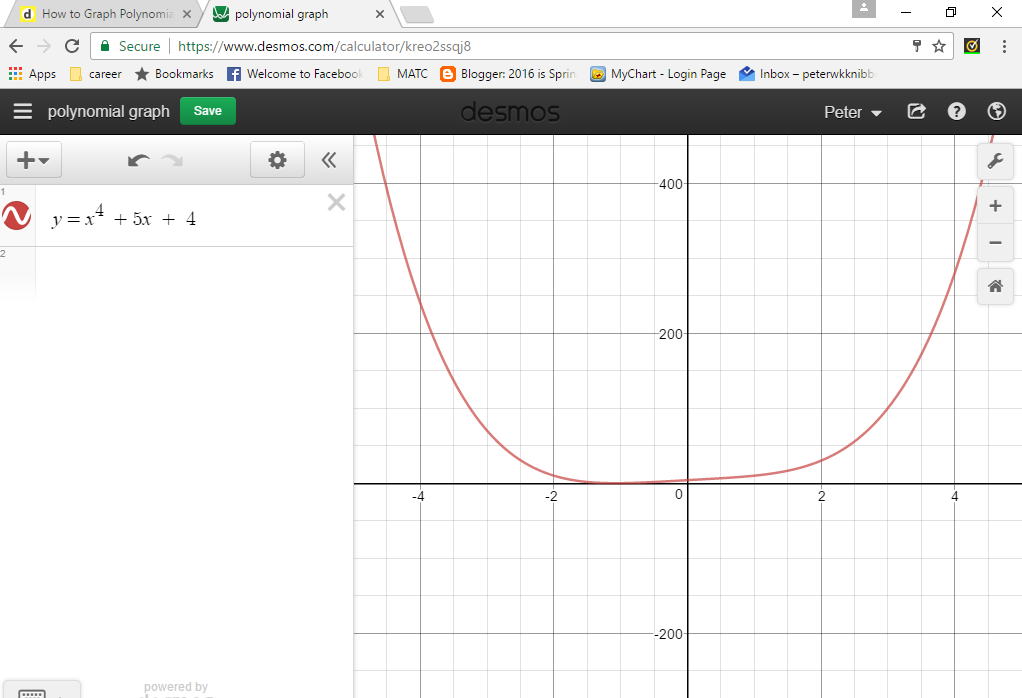 d How to Graph Polynomia
polynomial graph
Secure https://www.desmos.com/calculator/kreo2ssqj8
Apps career Bookmarks Welcome to Facebook MATC Blogger: 2016 is Sprin MyChart - Login Page Inbox – peterwkknibb
polynomial graph Save desmos Peter
1
y = x⁴ + 5x + 4
2
400
200
-4 -2 0 2 4
-200
powered by